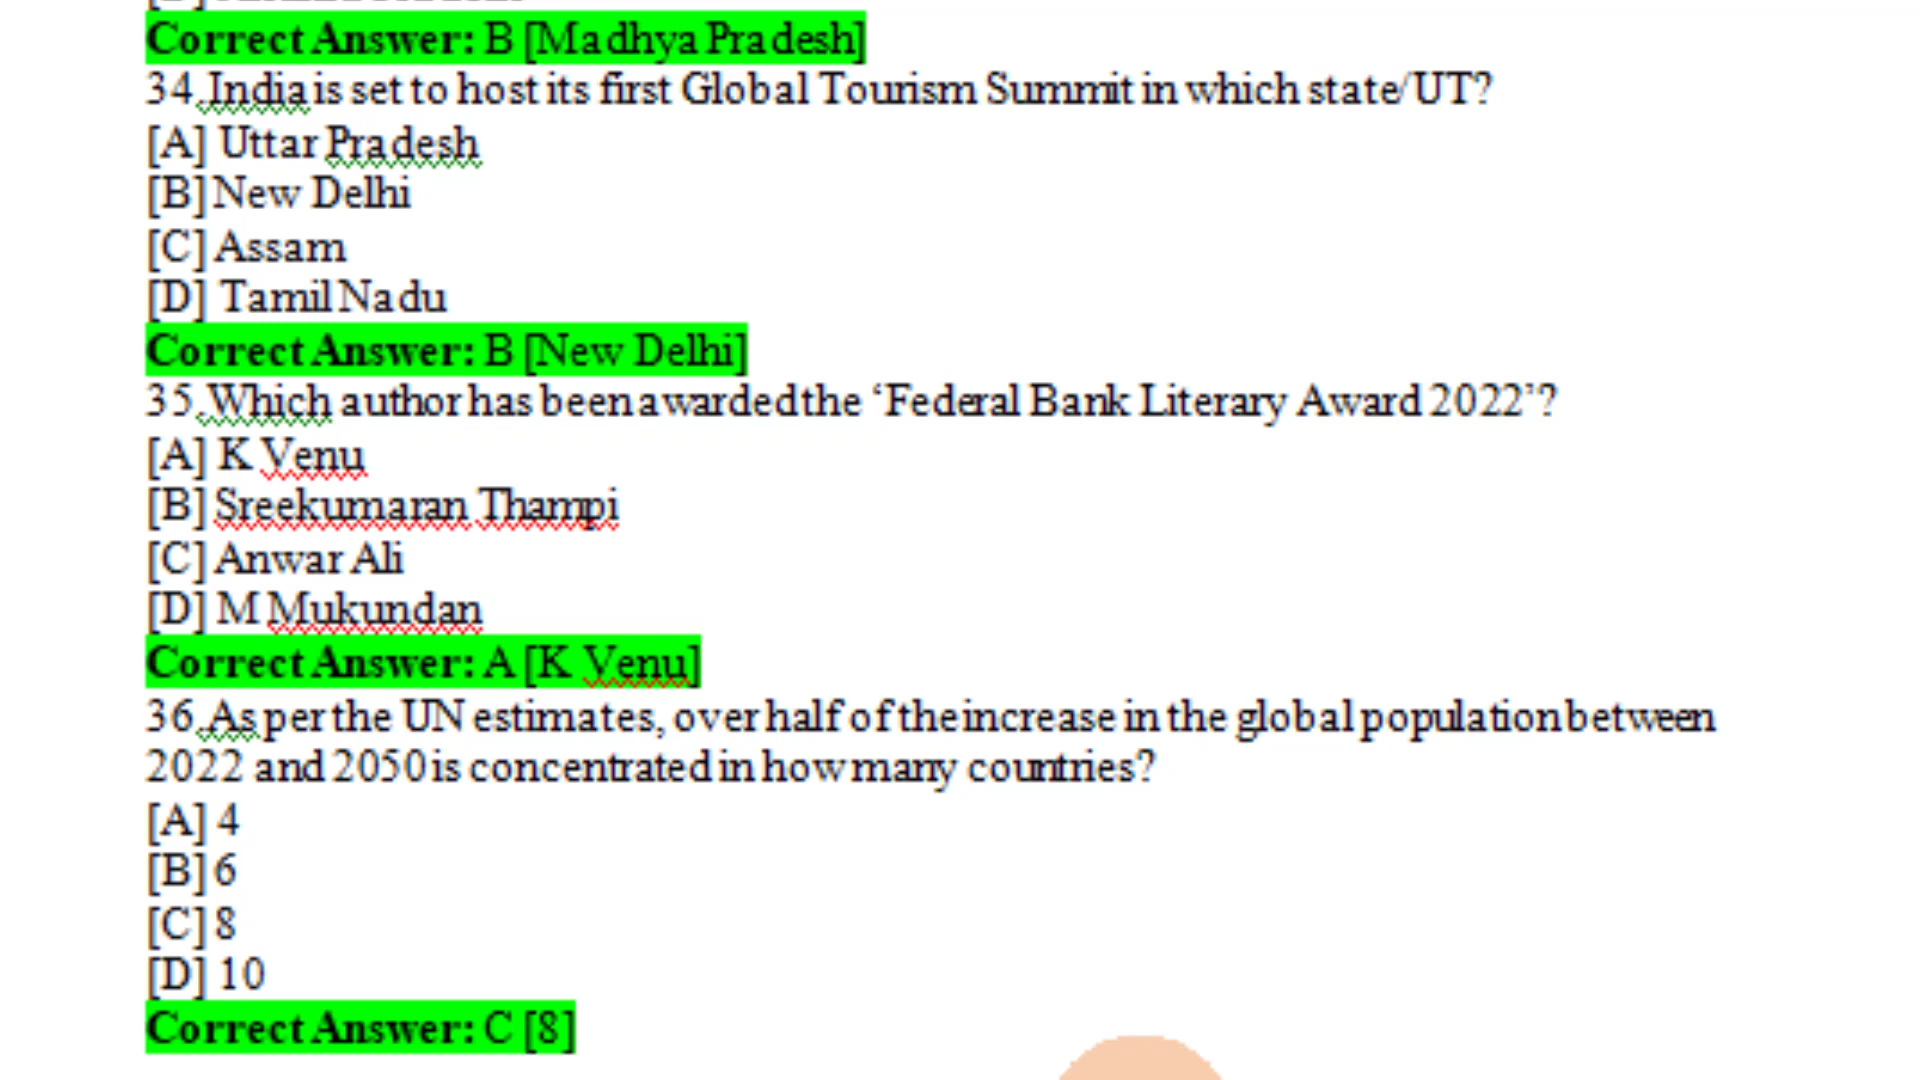 Correct Answer: B [Madhya Pradesh]
34. India is set to host its first Global Tourism Summit in which state/UT?
[A] Uttar Pradesh
[B] New Delhi
[C] Assam
[D] Tamil Nadu
Correct Answer: B [New Delhi]
35. Which author has been awarded the ‘Federal Bank Literary Award 2022’?
[A] K Venu
[B] Sreekumaran Thampi
[C] Anwar Ali
[D] M Mukundan
Correct Answer: A [K Venu]
36. As per the UN estimates, over half of the increase in the global population between
2022 and 2050 is concentrated in how many countries?
[A] 4
[B] 6
[C] 8
[D] 10
Correct Answer: C [8]